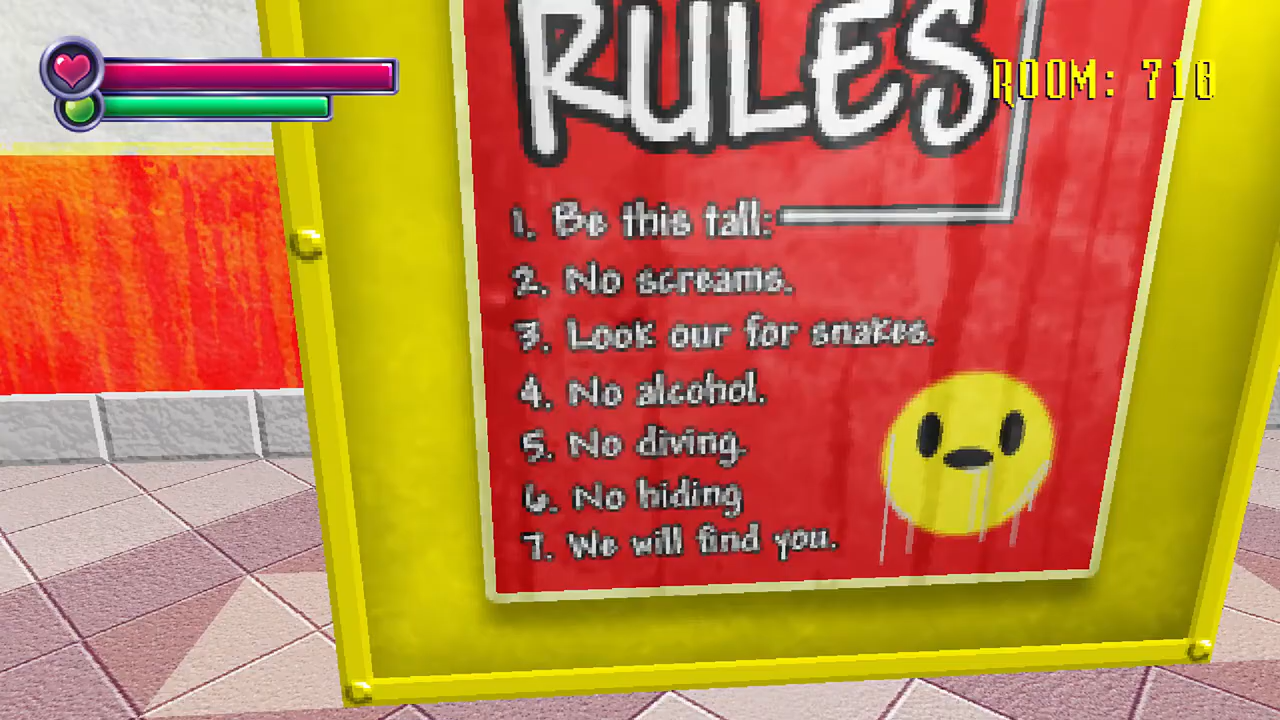 RULES
ROOM: 710
1. Be this tall:
2. No screams.
3. Look our for snakes.
4. No alcohol.
5. No diving.
6. No hiding
7. We will find you.